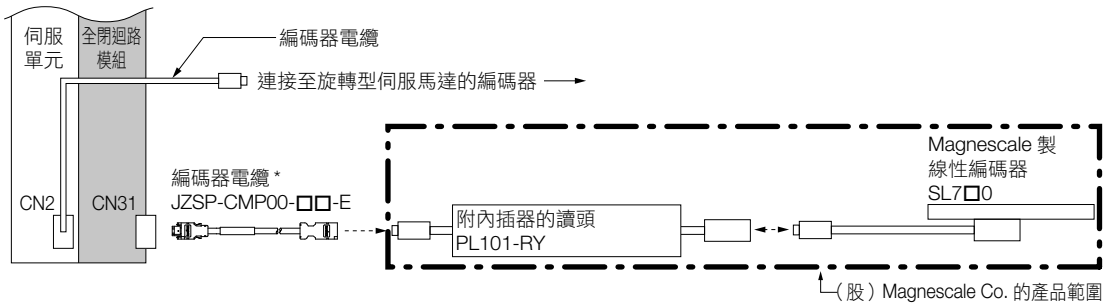 伺服
單元
全閉迴路
模組
編碼器電纜
連接至旋轉型伺服馬達的編碼器
CN2
CN31
編碼器電纜 *
JZSP-CMP00-□□-E
附內插器的讀頭
PL101-RY
Magnescale 製
線性編碼器
SL7□0
（股）Magnescale Co. 的產品範圍